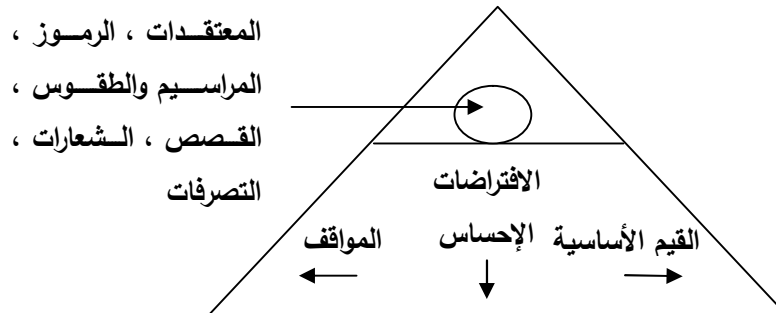 المعتقدات ، الرموز ،
المراسيم والطقوس ،
القصص ، الشعارات ،
التصرفات
الافتراضات
القيم الأساسية الإحساس المواقف